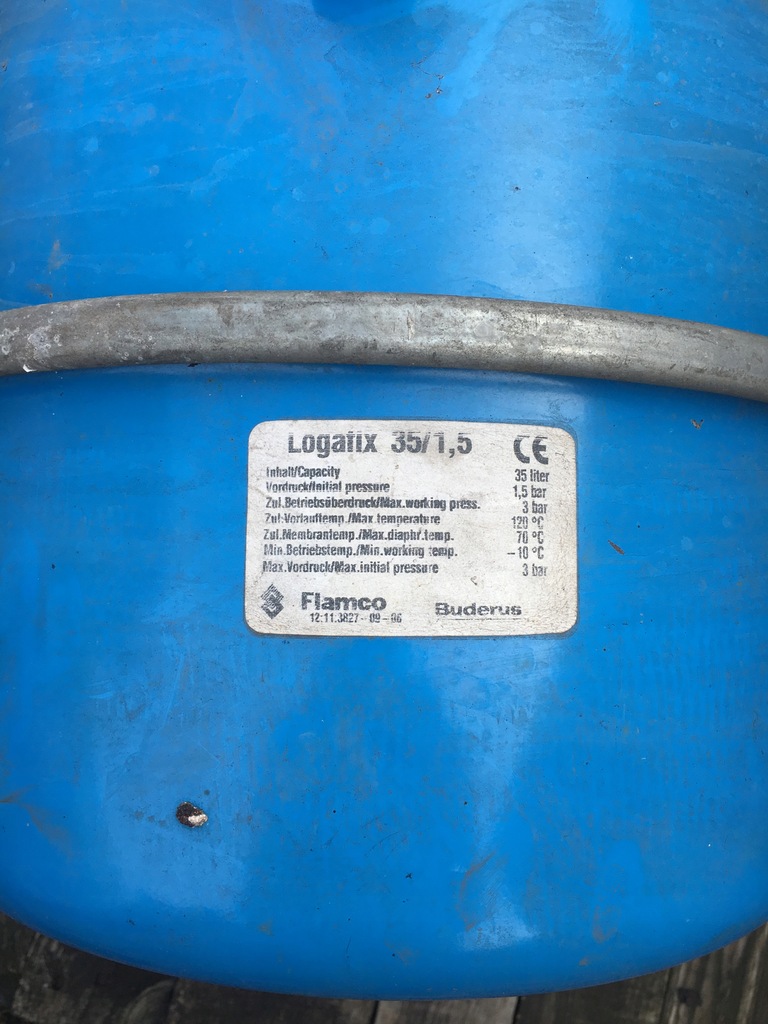 Logafix 35/1,5 CE
Inhalt/Capacity 35 liter
Vordruck/Initial pressure 1,5 bar
Zul.Betriebsüberdruck/Max.working press. 3 bar
Zul.Vorlauftemp./Max.temperature 120 °C
Zul.Membrantemp./Max.diaphr.temp. 70 °C
Min.Betriebstemp./Min.working temp. –10 °C
Max.Vordruck/Max.initial pressure 3 bar
Flamco Buderus
12.11.3827-09-06